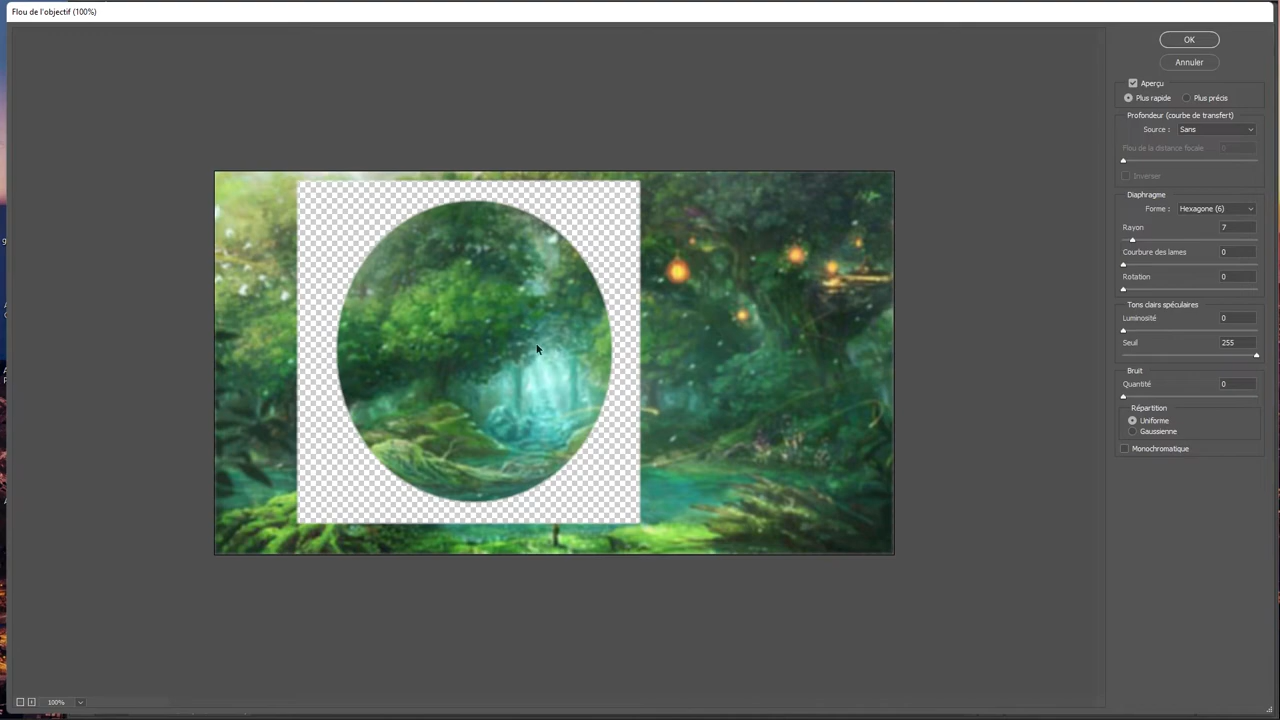 Flou de l'objectif (100%)
OK
Annuler
Aperçu
Plus rapide
Plus précis
Profondeur (courbe de transfert)
Source : Sans
Flou de la distance focale 0
Inverser
Diaphragme
Forme : Hexagone (6)
Rayon 7
Courbure des lames 0
Rotation 0
Tons clairs spéculaires
Luminosité 0
Seuil 255
Bruit
Quantité 0
Répartition
Uniforme
Gaussienne
Monochromatique
100%